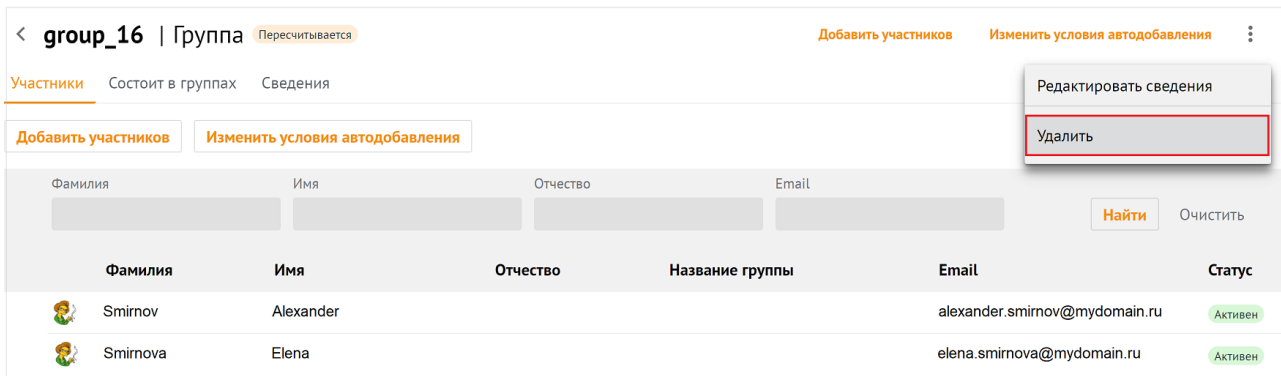 group_16 | Группа Пересчитывается Добавить участников Изменить условия автодобавления
Участники Состоит в группах Сведения
Редактировать сведения
Удалить
Добавить участников Изменить условия автодобавления
Фамилия Имя Отчество Email
Найти Очистить
Фамилия Имя Отчество Название группы Email Статус
Smirnov Alexander alexander.smirnov@mydomain.ru Активен
Smirnova Elena elena.smirnova@mydomain.ru Активен